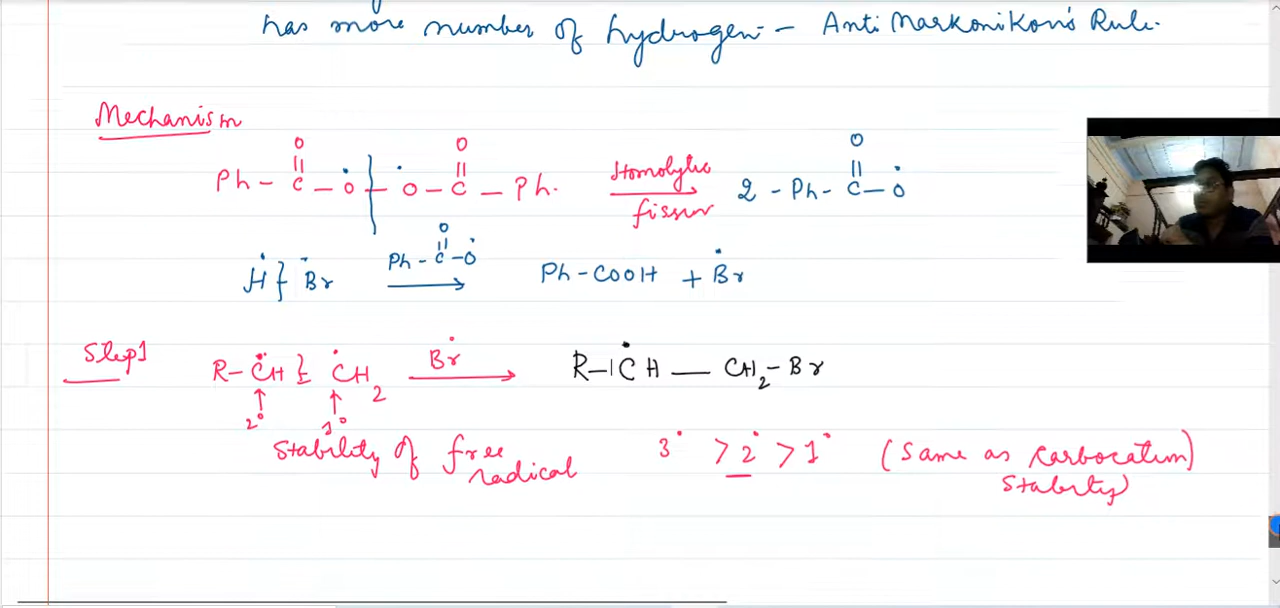 has more number of hydrogen - Anti Markonikon's Rule.
Mechanism
O O O
Ph - C - O - O - C - Ph. Homolytic fissur 2 - Ph - C - O
H } Br Ph - C - O Ph - COOH + Br
O
Step1 R - CH } CH2 Br R - CH — CH2 - Br
2° 1°
Stability of free radical 3° > 2° > 1° (Same as carbocation) Stability